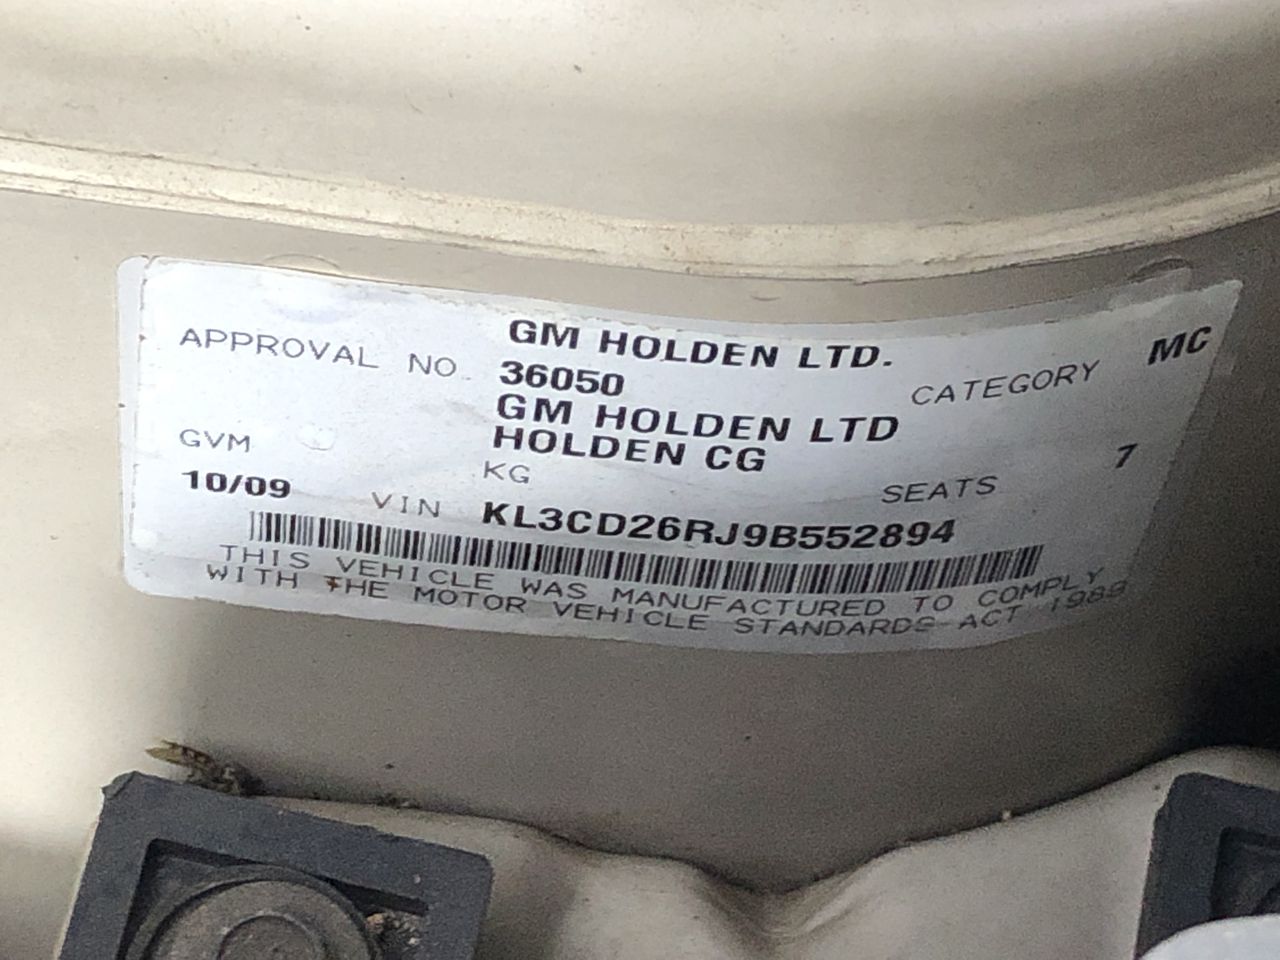 GM HOLDEN LTD.
APPROVAL NO. 36050 CATEGORY MC
GM HOLDEN LTD
HOLDEN CG
GVM KG SEATS 7
10/09 VIN KL3CD26RJ9B552894
THIS VEHICLE WAS MANUFACTURED TO COMPLY
WITH THE MOTOR VEHICLE STANDARDS ACT 1989